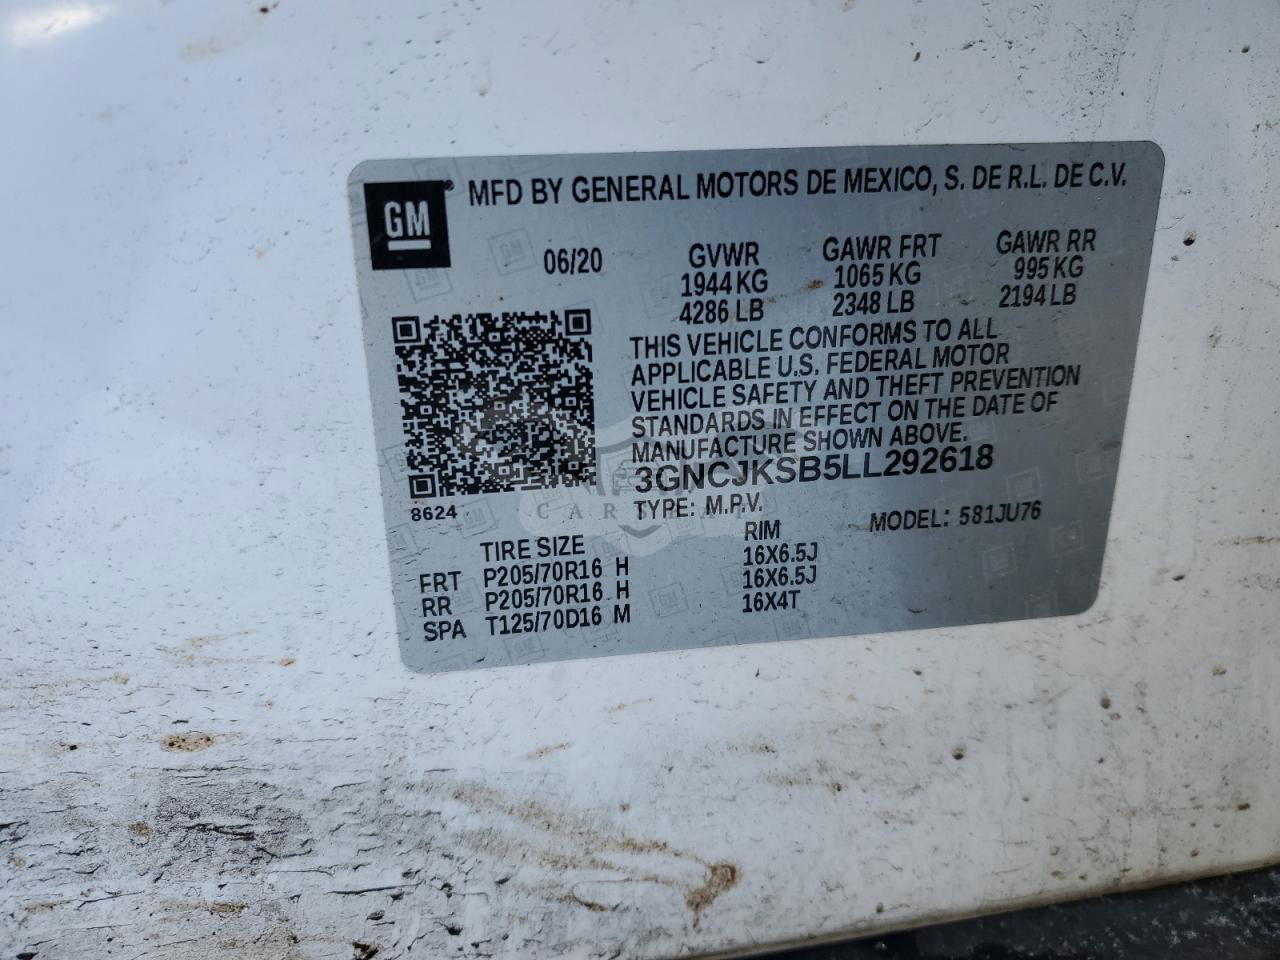 GM
® MFD BY GENERAL MOTORS DE MEXICO, S. DE R.L. DE C.V.
06/20
GVWR GAWR FRT GAWR RR
1944 KG 1065 KG 995 KG
4286 LB 2348 LB 2194 LB
THIS VEHICLE CONFORMS TO ALL
APPLICABLE U.S. FEDERAL MOTOR
VEHICLE SAFETY AND THEFT PREVENTION
STANDARDS IN EFFECT ON THE DATE OF
MANUFACTURE SHOWN ABOVE.
3GNCJKSB5LL292618
8624
TYPE: M.P.V. MODEL: 581JU76
TIRE SIZE RIM
FRT P205/70R16 H 16X6.5J
RR P205/70R16 H 16X6.5J
SPA T125/70D16 M 16X4T